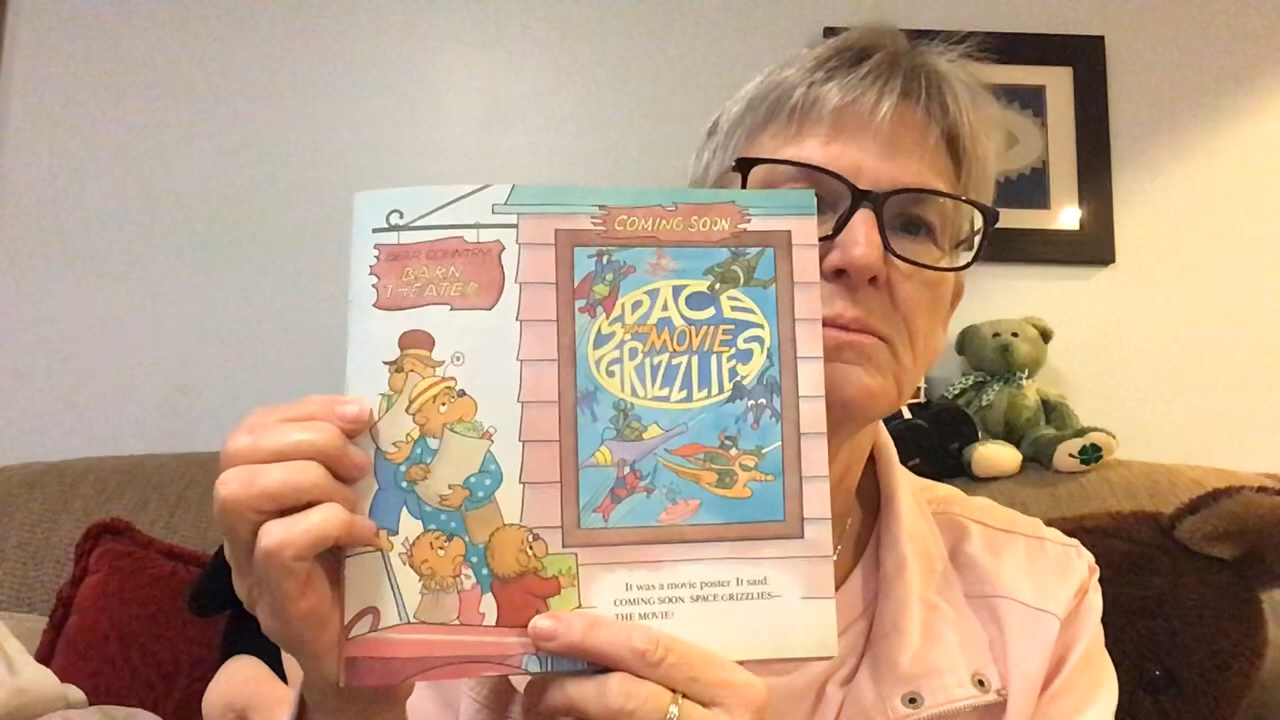 BEAR COUNTRY
BARN
THEATER
COMING SOON
SPACE
THE MOVIE
GRIZZLIES
It was a movie poster. It said:
COMING SOON SPACE GRIZZLIES—
THE MOVIE!